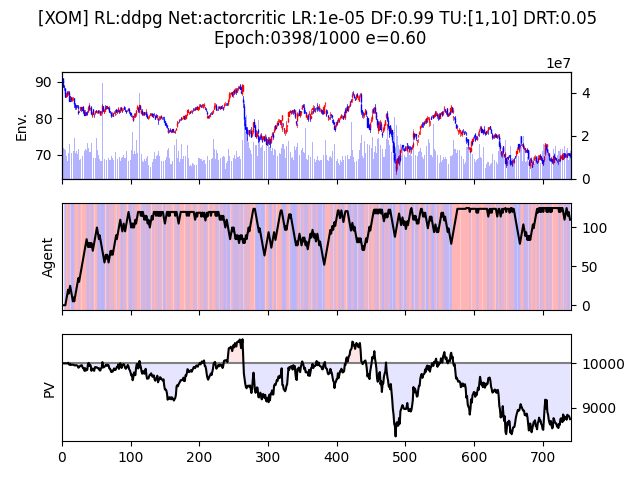 [XOM] RL:ddpg Net:actorcritic LR:1e-05 DF:0.99 TU:[1,10] DRT:0.05
Epoch:0398/1000 e=0.60
1e7
90
80
70
Env.
4
2
0
Agent
100
50
0
PV
10000
9000
0 100 200 300 400 500 600 700